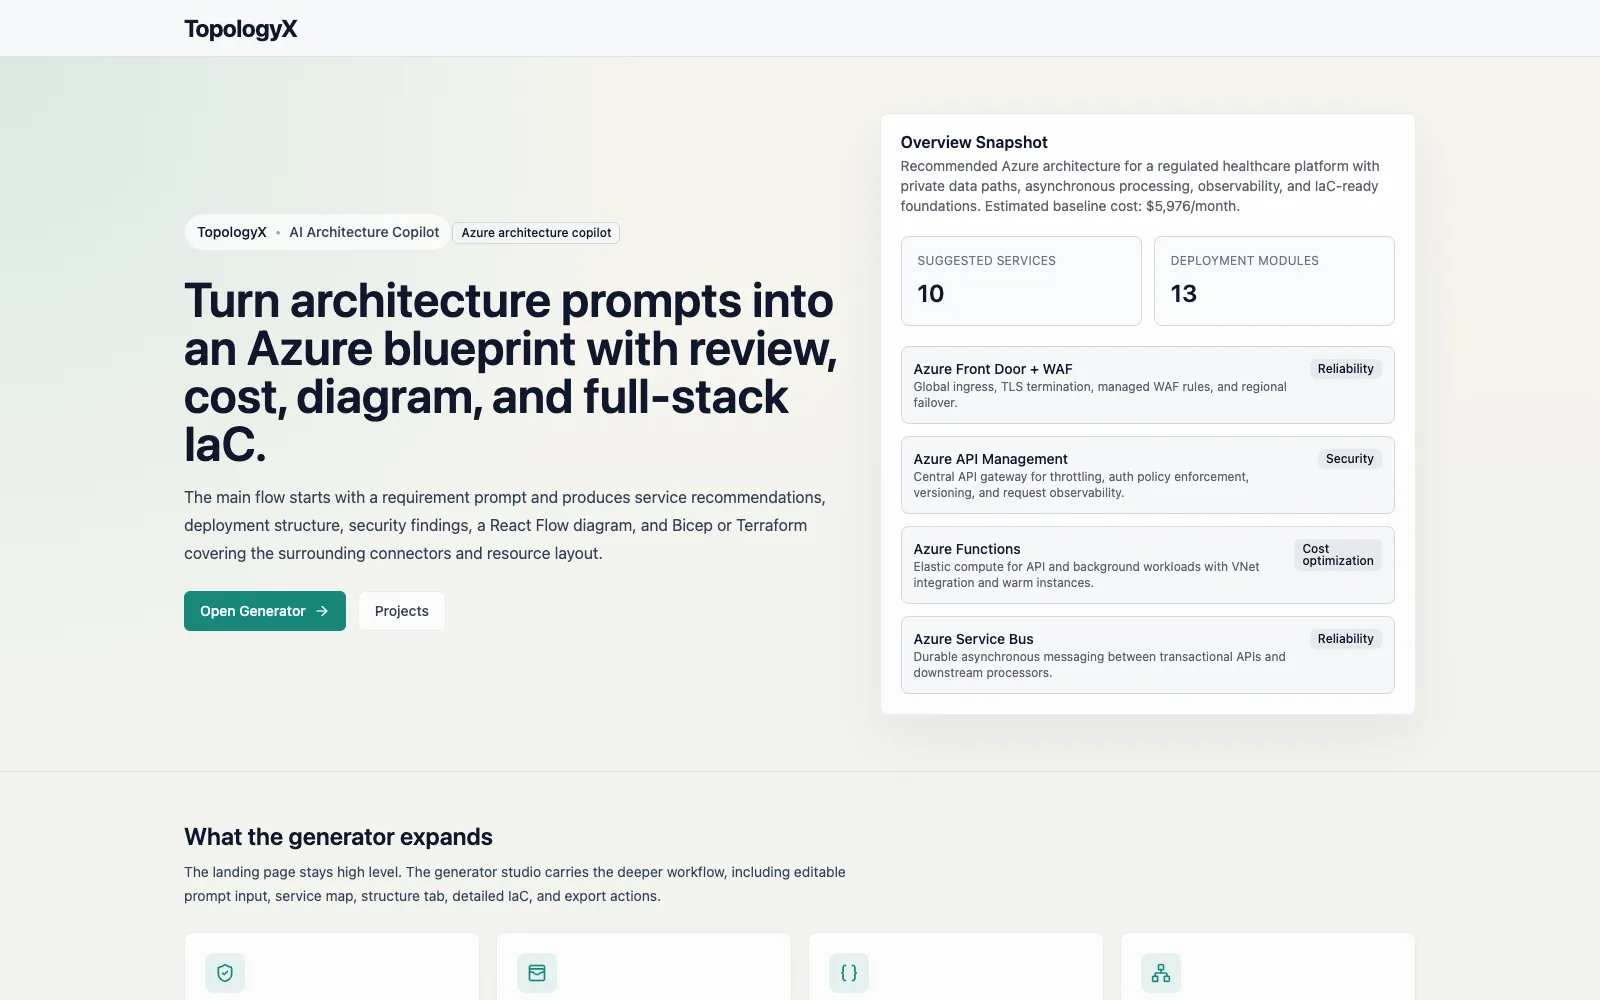 TopologyX
TopologyX • AI Architecture Copilot
Azure architecture copilot
Turn architecture prompts into
an Azure blueprint with review,
cost, diagram, and full-stack
IaC.
The main flow starts with a requirement prompt and produces service recommendations,
deployment structure, security findings, a React Flow diagram, and Bicep or Terraform
covering the surrounding connectors and resource layout.
Open Generator →
Projects
Overview Snapshot
Recommended Azure architecture for a regulated healthcare platform with
private data paths, asynchronous processing, observability, and IaC-ready
foundations. Estimated baseline cost: $5,976/month.
SUGGESTED SERVICES
10
DEPLOYMENT MODULES
13
Azure Front Door + WAF
Reliability
Global ingress, TLS termination, managed WAF rules, and regional
failover.
Azure API Management
Security
Central API gateway for throttling, auth policy enforcement,
versioning, and request observability.
Azure Functions
Cost
optimization
Elastic compute for API and background workloads with VNet
integration and warm instances.
Azure Service Bus
Reliability
Durable asynchronous messaging between transactional APIs and
downstream processors.
What the generator expands
The landing page stays high level. The generator studio carries the deeper workflow, including editable
prompt input, service map, structure tab, detailed IaC, and export actions.